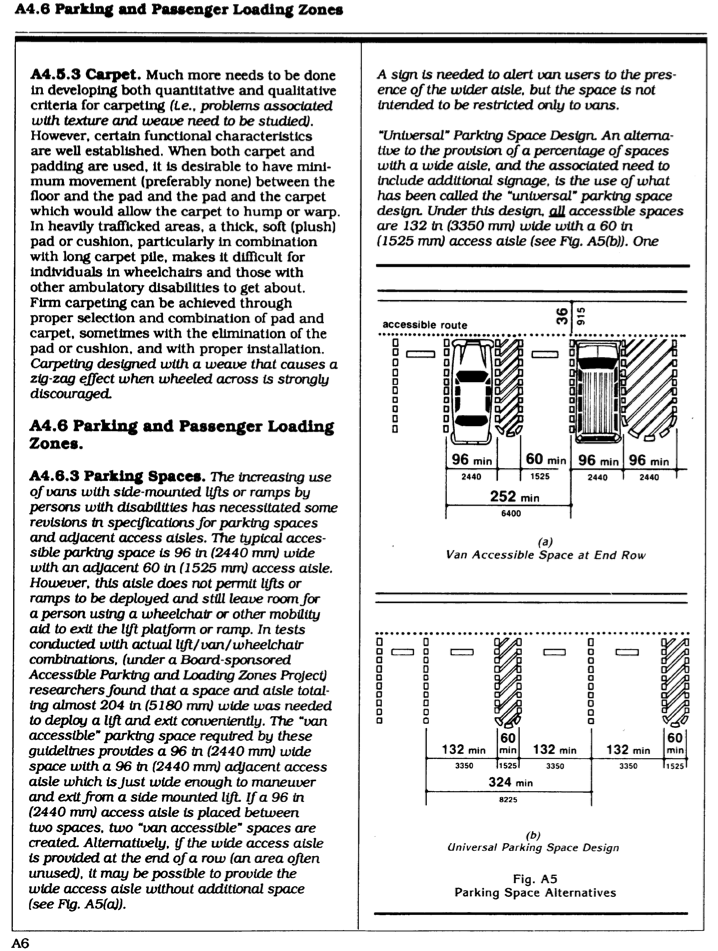 A4.6 Parking and Passenger Loading Zones
A4.5.3 Carpet. Much more needs to be done
in developing both quantitative and qualitative
criteria for carpeting (i.e., problems associated
with texture and weave need to be studied).
However, certain functional characteristics
are well established. When both carpet and
padding are used, it is desirable to have mini-
mum movement (preferably none) between the
floor and the pad and the pad and the carpet
which would allow the carpet to hump or warp.
In heavily trafficked areas, a thick, soft (plush)
pad or cushion, particularly in combination
with long carpet pile, makes it difficult for
individuals in wheelchairs and those with
other ambulatory disabilities to get about.
Firm carpeting can be achieved through
proper selection and combination of pad and
carpet, sometimes with the elimination of the
pad or cushion, and with proper installation.
Carpeting designed with a weave that causes a
zig-zag effect when wheeled across is strongly
discouraged.
A4.6 Parking and Passenger Loading
Zones.
A4.6.3 Parking Spaces. The increasing use
of vans with side-mounted lifts or ramps by
persons with disabilities has necessitated some
revisions in specifications for parking spaces
and adjacent access aisles. The typical acces-
sible parking space is 96 in (2440 mm) wide
with an adjacent 60 in (1525 mm) access aisle.
However, this aisle does not permit lifts or
ramps to be deployed and still leave room for
a person using a wheelchair or other mobility
aid to exit the lift platform or ramp. In tests
conducted with actual lift/van/wheelchair
combinations, (under a Board-sponsored
Accessible Parking and Loading Zones Project)
researchers found that a space and aisle total-
ing almost 204 in (5180 mm) wide was needed
to deploy a lift and exit conveniently. The "van
accessible" parking space required by these
guidelines provides a 96 in (2440 mm) wide
space with a 96 in (2440 mm) adjacent access
aisle which is just wide enough to maneuver
and exit from a side mounted lift. If a 96 in
(2440 mm) access aisle is placed between
two spaces, two "van accessible" spaces are
created. Alternatively, if the wide access aisle
is provided at the end of a row (an area often
unused), it may be possible to provide the
wide access aisle without additional space
(see Fig. A5(a)).
A sign is needed to alert van users to the pres-
ence of the wider aisle, but the space is not
intended to be restricted only to vans.
"Universal" Parking Space Design. An alterna-
tive to the provision of a percentage of spaces
with a wide aisle, and the associated need to
include additional signage, is the use of what
has been called the "universal" parking space
design. Under this design, all accessible spaces
are 132 in (3350 mm) wide with a 60 in
(1525 mm) access aisle (see Fig. A5(b)). One
36
915
accessible route
96 min 60 min 96 min 96 min
2440 1525 2440 2440
252 min
6400
(a)
Van Accessible Space at End Row
60 60
132 min min 132 min 132 min min
3350 1525 3350 3350 1525
324 min
8225
(b)
Universal Parking Space Design
Fig. A5
Parking Space Alternatives
A6